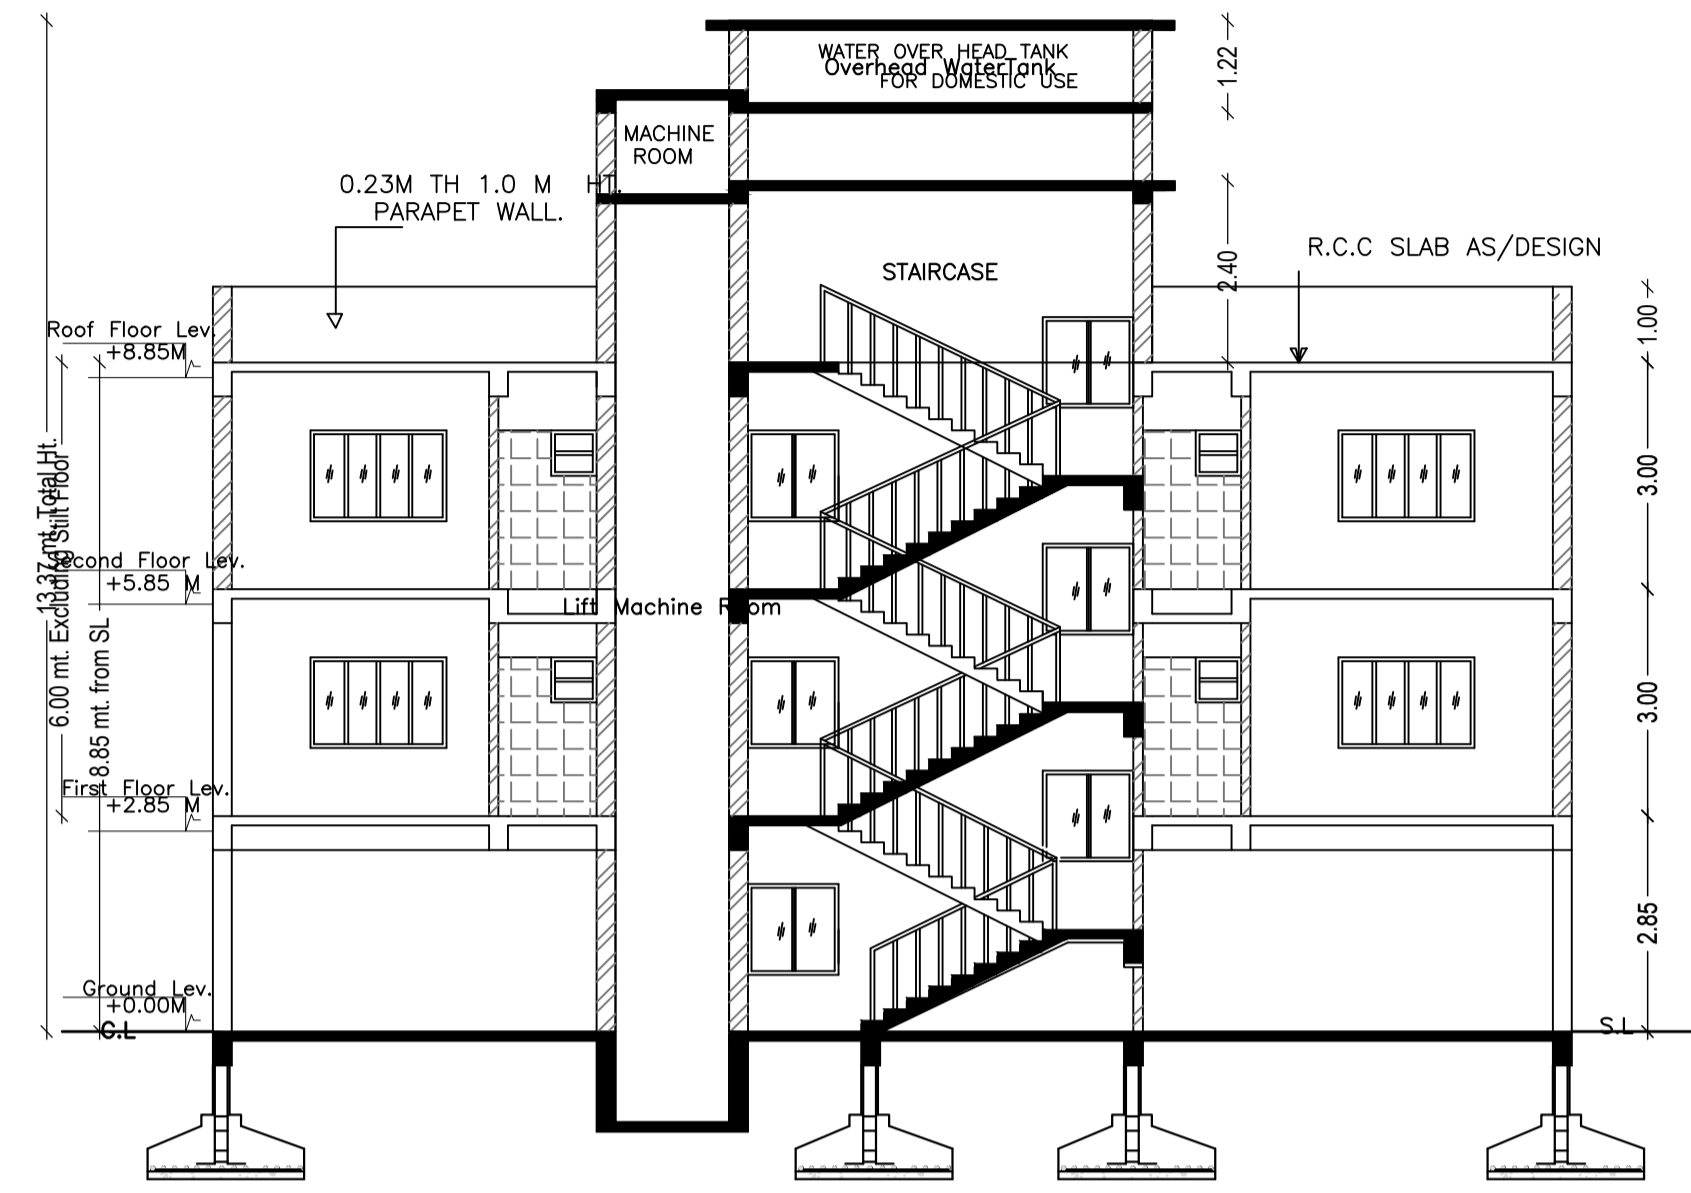 WATER OVER HEAD TANK
Overhead WaterTank
FOR DOMESTIC USE
1.22
MACHINE
ROOM
0.23M TH 1.0 M HT.
PARAPET WALL.
R.C.C SLAB AS/DESIGN
2.40
STAIRCASE
1.00
Roof Floor Lev.
+8.85M
3.00
13.37 mt. Total Ht.
6.00 mt. Excluding Stilt Floor
8.85 mt. from SL
Second Floor Lev.
+5.85 M
Lift Machine Room
3.00
First Floor Lev.
+2.85 M
2.85
Ground Lev.
+0.00M
G.L
S.L